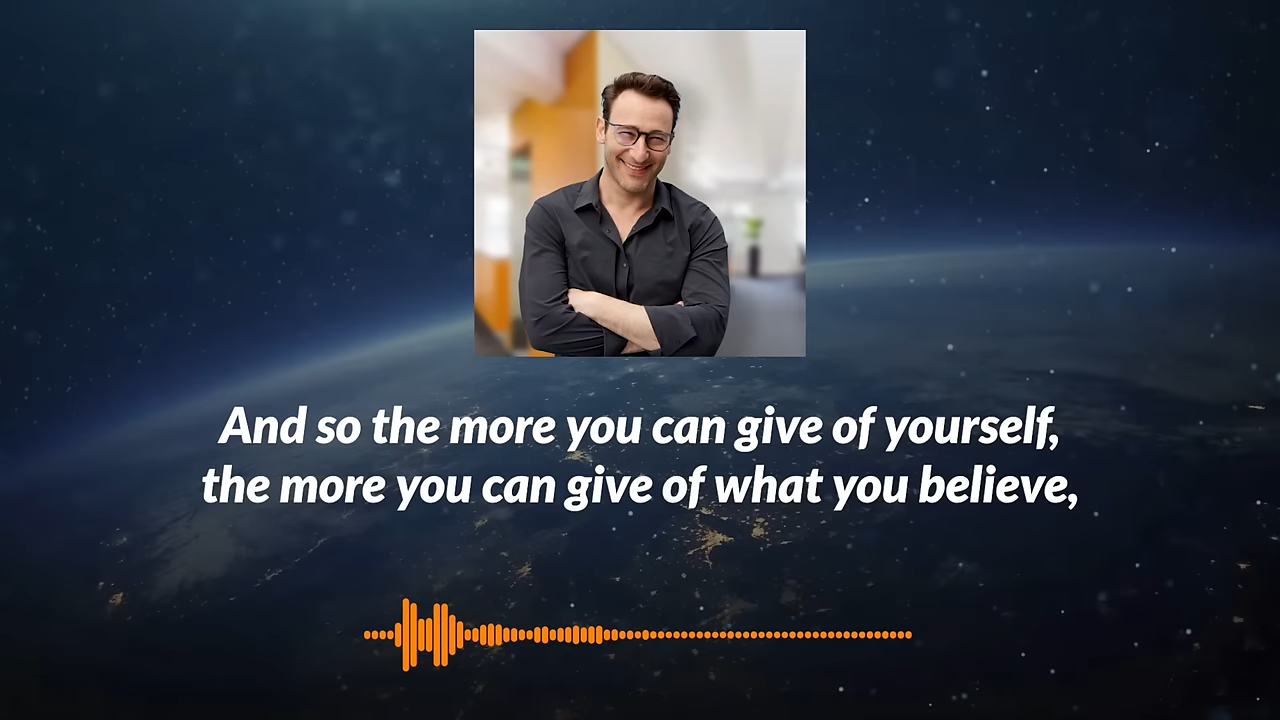 And so the more you can give of yourself,
the more you can give of what you believe,